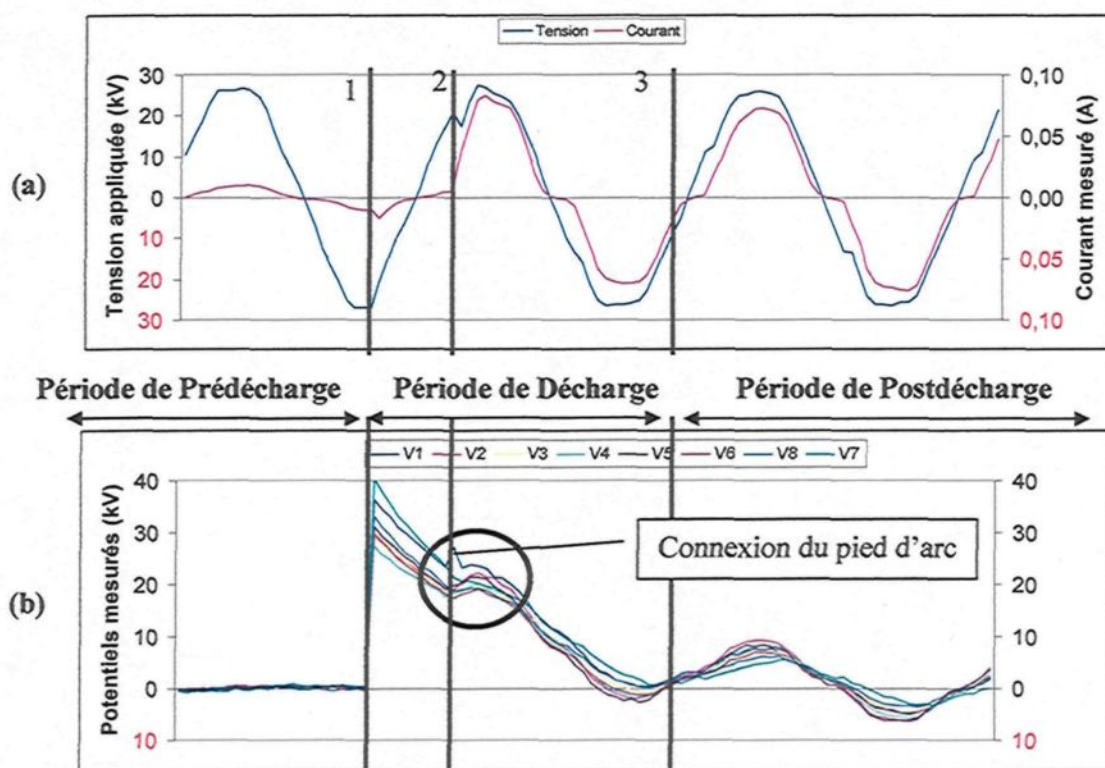 Tension Courant
1 2 3
(a)
Tension appliquée (kV)
30
20
10
0
10
20
30
0,10
0,05
0,00
0,05
0,10
Courant mesuré (A)
Période de Prédécharge Période de Décharge Période de Postdécharge
V1 V2 V3 V4 V5 V6 V8 V7
(b)
Potentiels mesurés (kV)
40
30
20
10
0
10
Connexion du pied d'arc
40
30
20
10
0
10